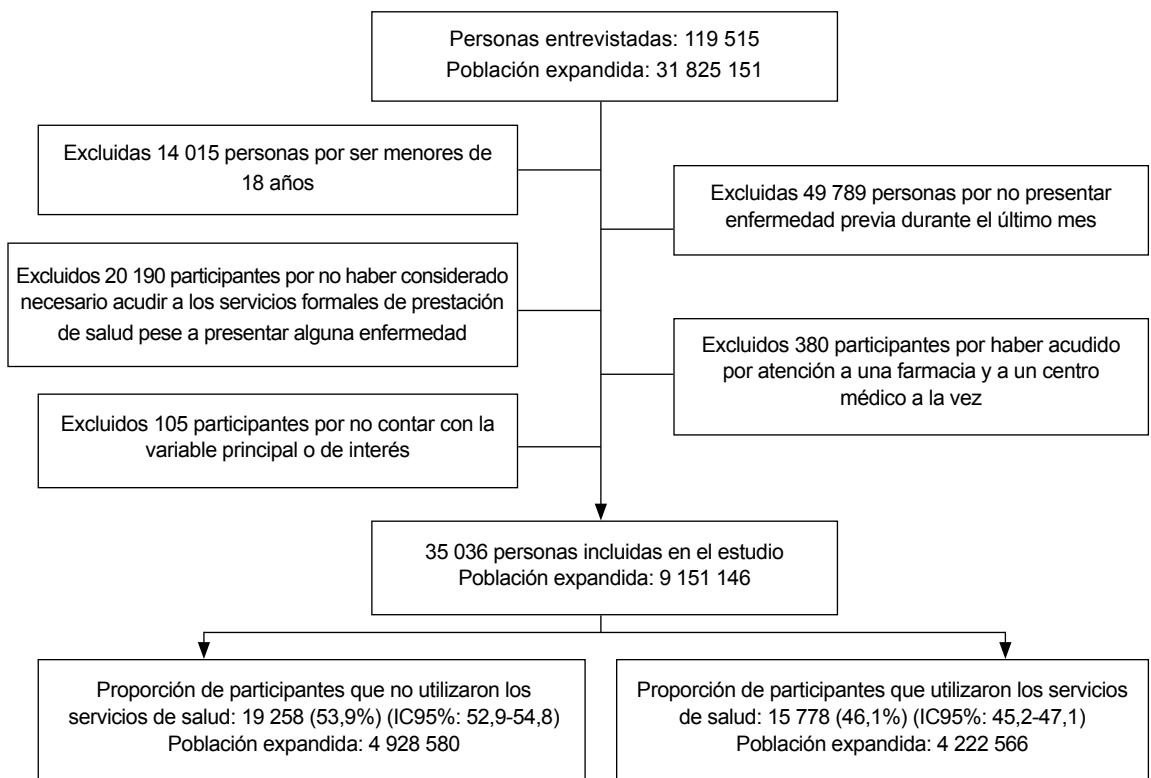 Personas entrevistadas: 119 515
Población expandida: 31 825 151
Excluidas 14 015 personas por ser menores de
18 años
Excluidas 49 789 personas por no presentar
enfermedad previa durante el último mes
Excluidos 20 190 participantes por no haber considerado
necesario acudir a los servicios formales de prestación
de salud pese a presentar alguna enfermedad
Excluidos 380 participantes por haber acudido
por atención a una farmacia y a un centro
médico a la vez
Excluidos 105 participantes por no contar con la
variable principal o de interés
35 036 personas incluidas en el estudio
Población expandida: 9 151 146
Proporción de participantes que no utilizaron los
servicios de salud: 19 258 (53,9%) (IC95%: 52,9-54,8)
Población expandida: 4 928 580
Proporción de participantes que utilizaron los servicios
de salud: 15 778 (46,1%) (IC95%: 45,2-47,1)
Población expandida: 4 222 566